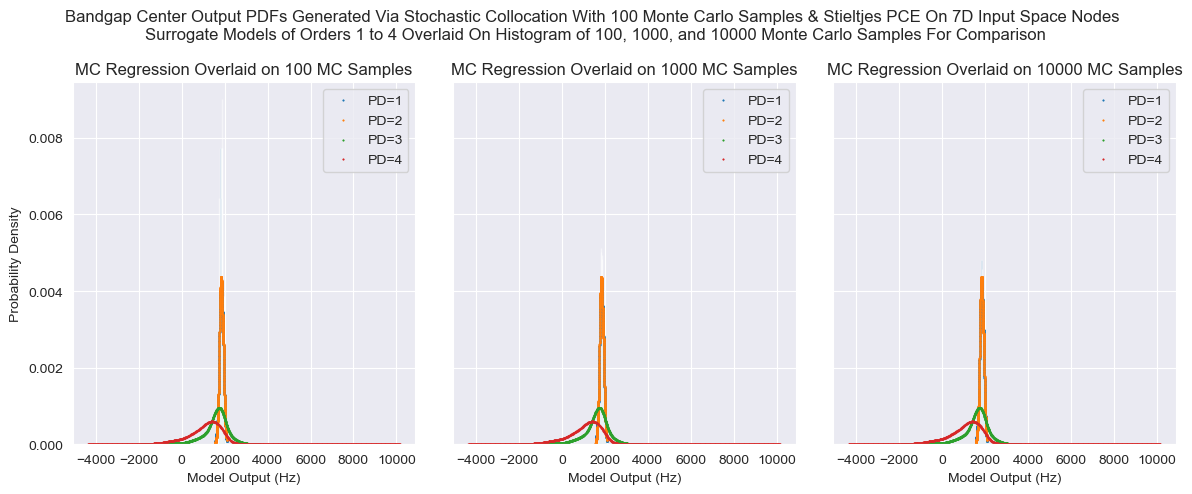 Bandgap Center Output PDFs Generated Via Stochastic Collocation With 100 Monte Carlo Samples & Stieltjes PCE On 7D Input Space Nodes
Surrogate Models of Orders 1 to 4 Overlaid On Histogram of 100, 1000, and 10000 Monte Carlo Samples For Comparison
MC Regression Overlaid on 100 MC Samples
Probability Density
0.008
0.006
0.004
0.002
0.000
PD=1
PD=2
PD=3
PD=4
−4000 −2000 0 2000 4000 6000 8000 10000
Model Output (Hz)
MC Regression Overlaid on 1000 MC Samples
PD=1
PD=2
PD=3
PD=4
−4000 −2000 0 2000 4000 6000 8000 10000
Model Output (Hz)
MC Regression Overlaid on 10000 MC Samples
PD=1
PD=2
PD=3
PD=4
−4000 −2000 0 2000 4000 6000 8000 10000
Model Output (Hz)